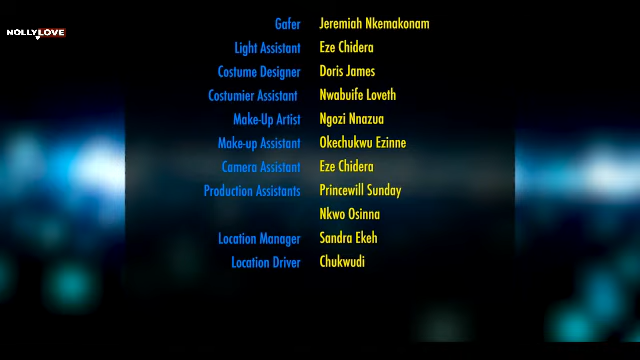 NOLLYLOVE
Gafer Jeremiah Nkemakonam
Light Assistant Eze Chidera
Costume Designer Doris James
Costumier Assistant Nwabuife Loveth
Make-Up Artist Ngozi Nnazua
Make-up Assistant Okechukwu Ezinne
Camera Assistant Eze Chidera
Production Assistants Princewill Sunday
Nkwo Osinna
Location Manager Sandra Ekeh
Location Driver Chukwudi